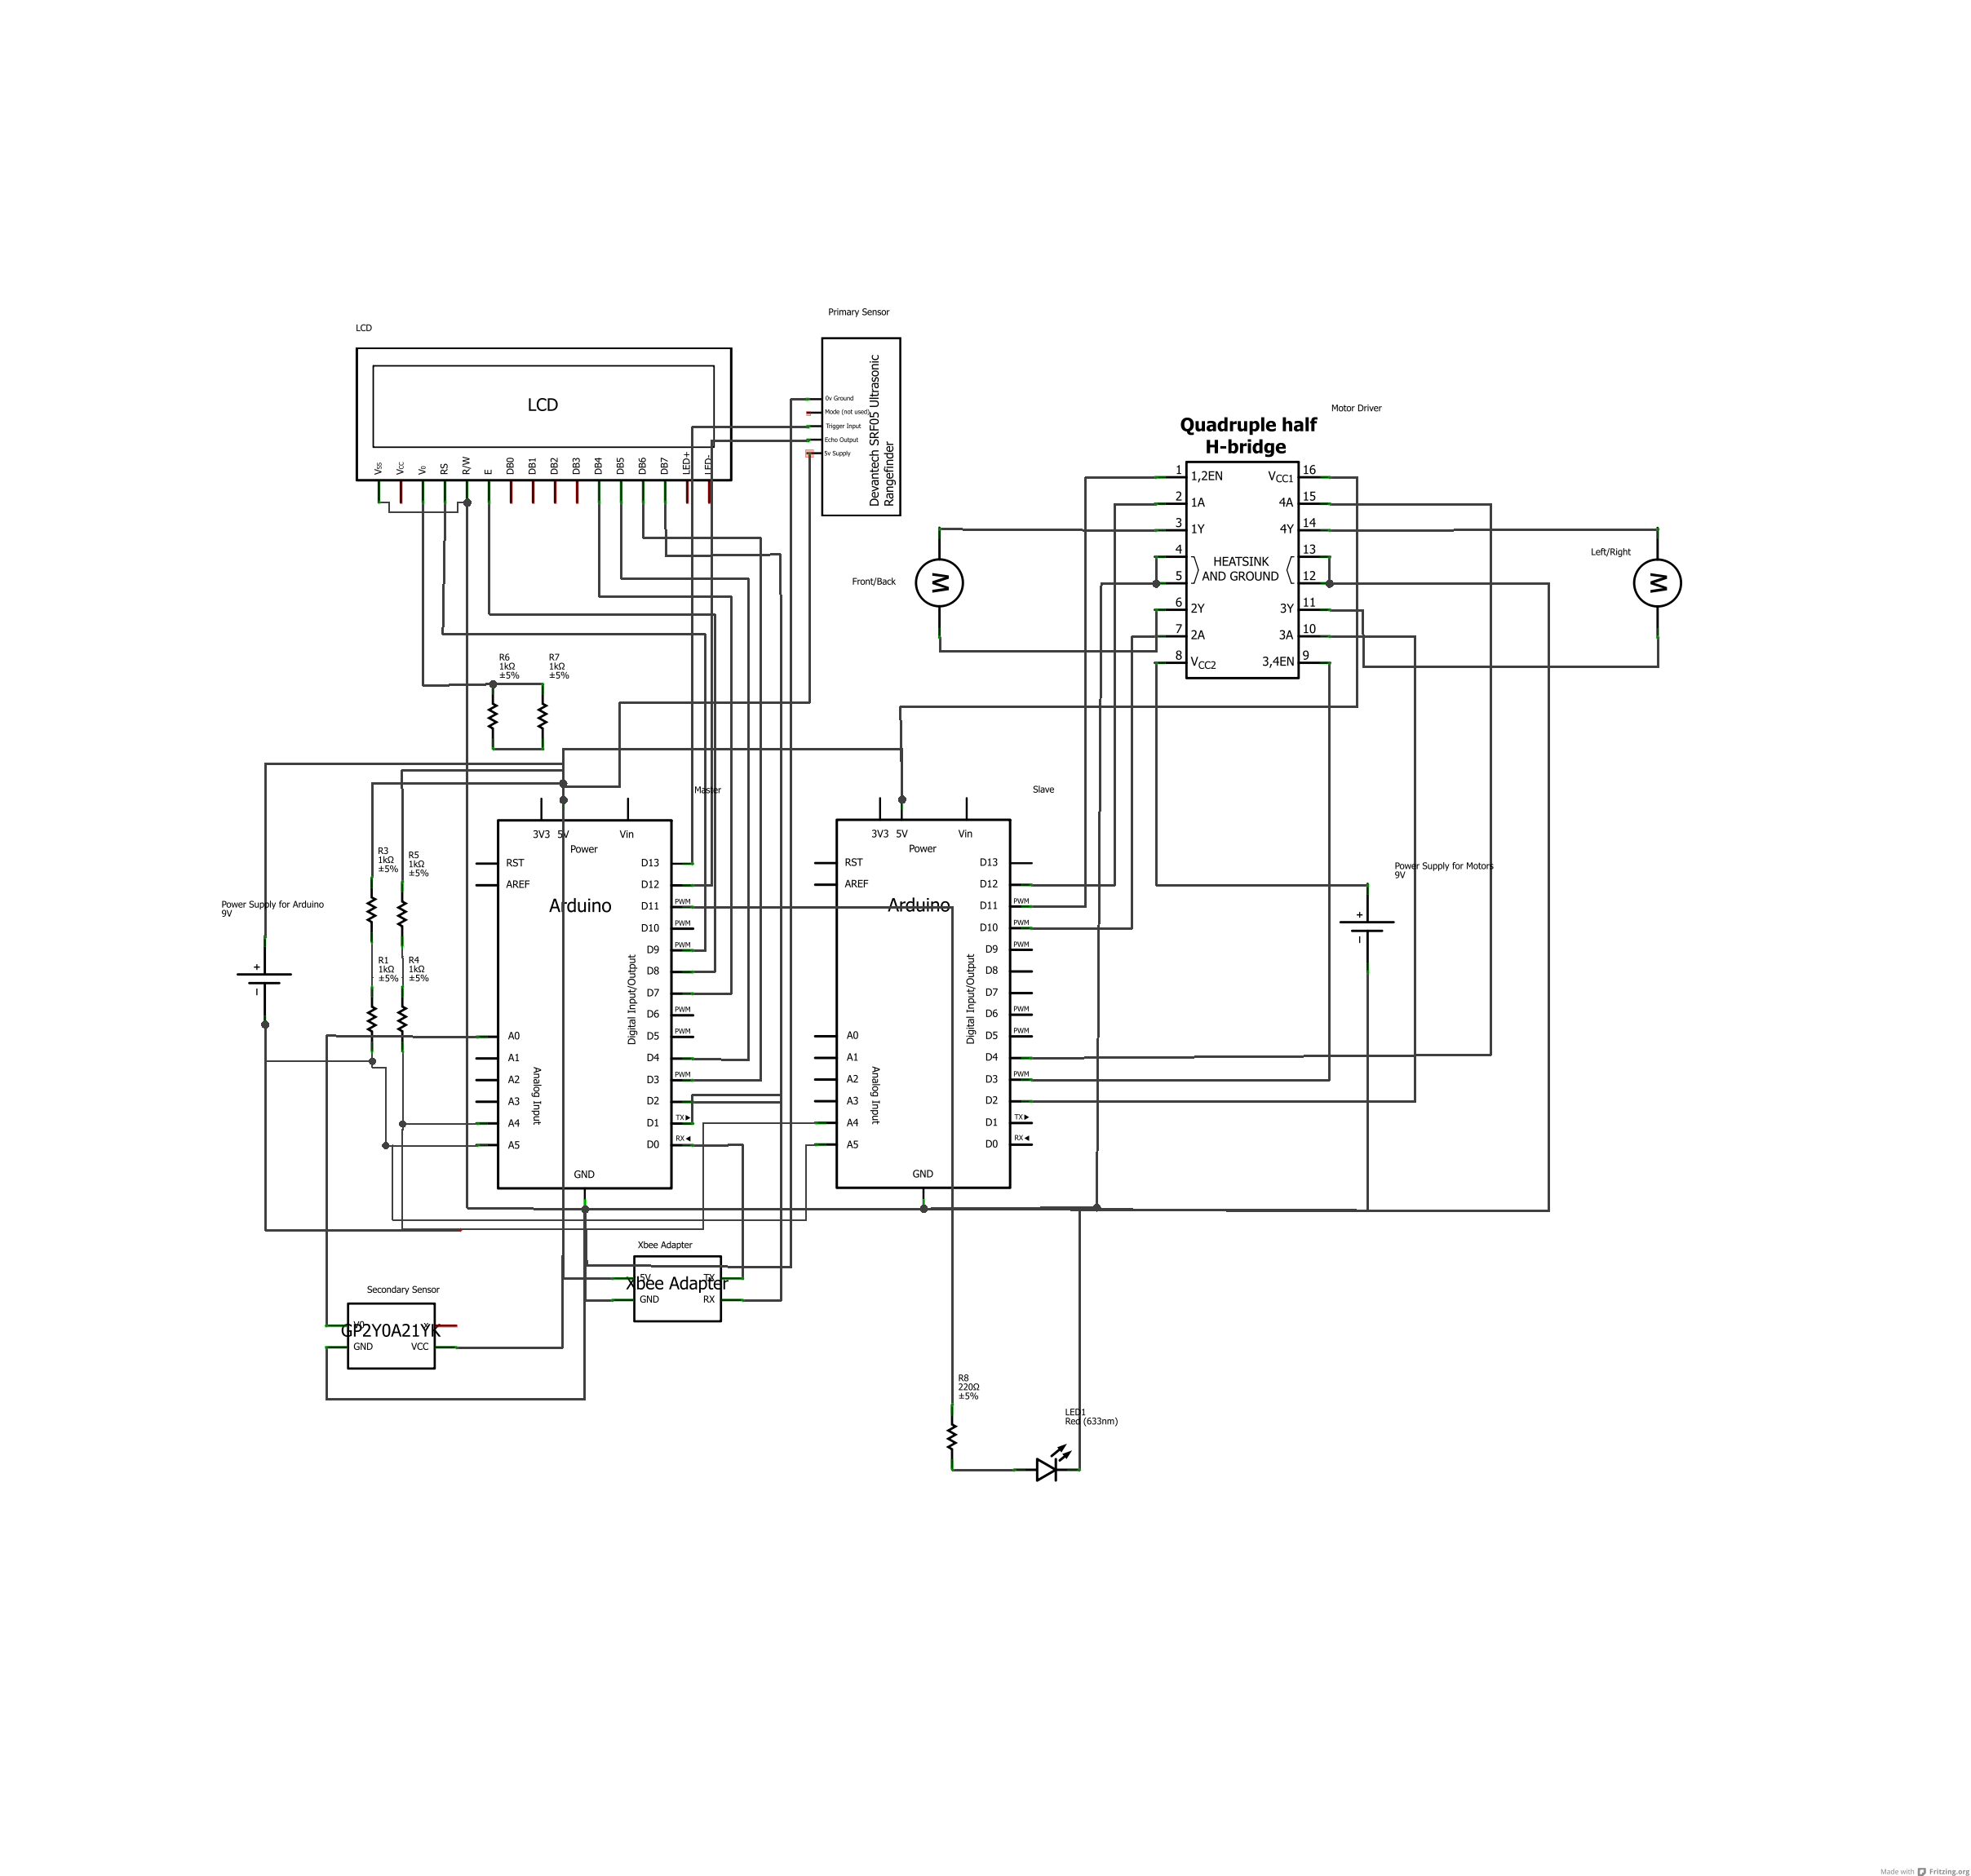 Primary Sensor
LCD
LCD
Vss
Vcc
V0
RS
R/W
E
DB0
DB1
DB2
DB3
DB4
DB5
DB6
DB7
LED+
LED-
0v Ground
Mode (not used)
Trigger Input
Echo Output
5v Supply
Devantech SRF05 Ultrasonic
Rangefinder
Motor Driver
Quadruple half
H-bridge
1 1,2EN VCC1 16
2 1A 4A 15
3 1Y 4Y 14
4 HEATSINK 13
5 AND GROUND 12
6 2Y 3Y 11
7 2A 3A 10
8 VCC2 3,4EN 9
M
Front/Back
M
Left/Right
R6
1kΩ
±5%
R7
1kΩ
±5%
Master
Slave
R3
1kΩ
±5%
R5
1kΩ
±5%
R1
1kΩ
±5%
R4
1kΩ
±5%
Power Supply for Arduino
9V
+
-
Power Supply for Motors
9V
+
-
3V3 5V Vin
Power
RST
AREF
Arduino
D13
D12
D11 PWM
D10 PWM
D9 PWM
D8
D7
D6 PWM
D5 PWM
D4
D3 PWM
D2
D1 TX▶
D0 RX◀
Digital Input/Output
A0
A1
A2
A3
A4
A5
Analog Input
GND
3V3 5V Vin
Power
RST
AREF
Arduino
D13
D12
D11 PWM
D10 PWM
D9 PWM
D8
D7
D6 PWM
D5 PWM
D4
D3 PWM
D2
D1 TX▶
D0 RX◀
Digital Input/Output
A0
A1
A2
A3
A4
A5
Analog Input
GND
Xbee Adapter
5V TX
Xbee Adapter
GND RX
Secondary Sensor
V0
GP2Y0A21YK
GND VCC
R8
220Ω
±5%
LED1
Red (633nm)
Made with Fritzing.org